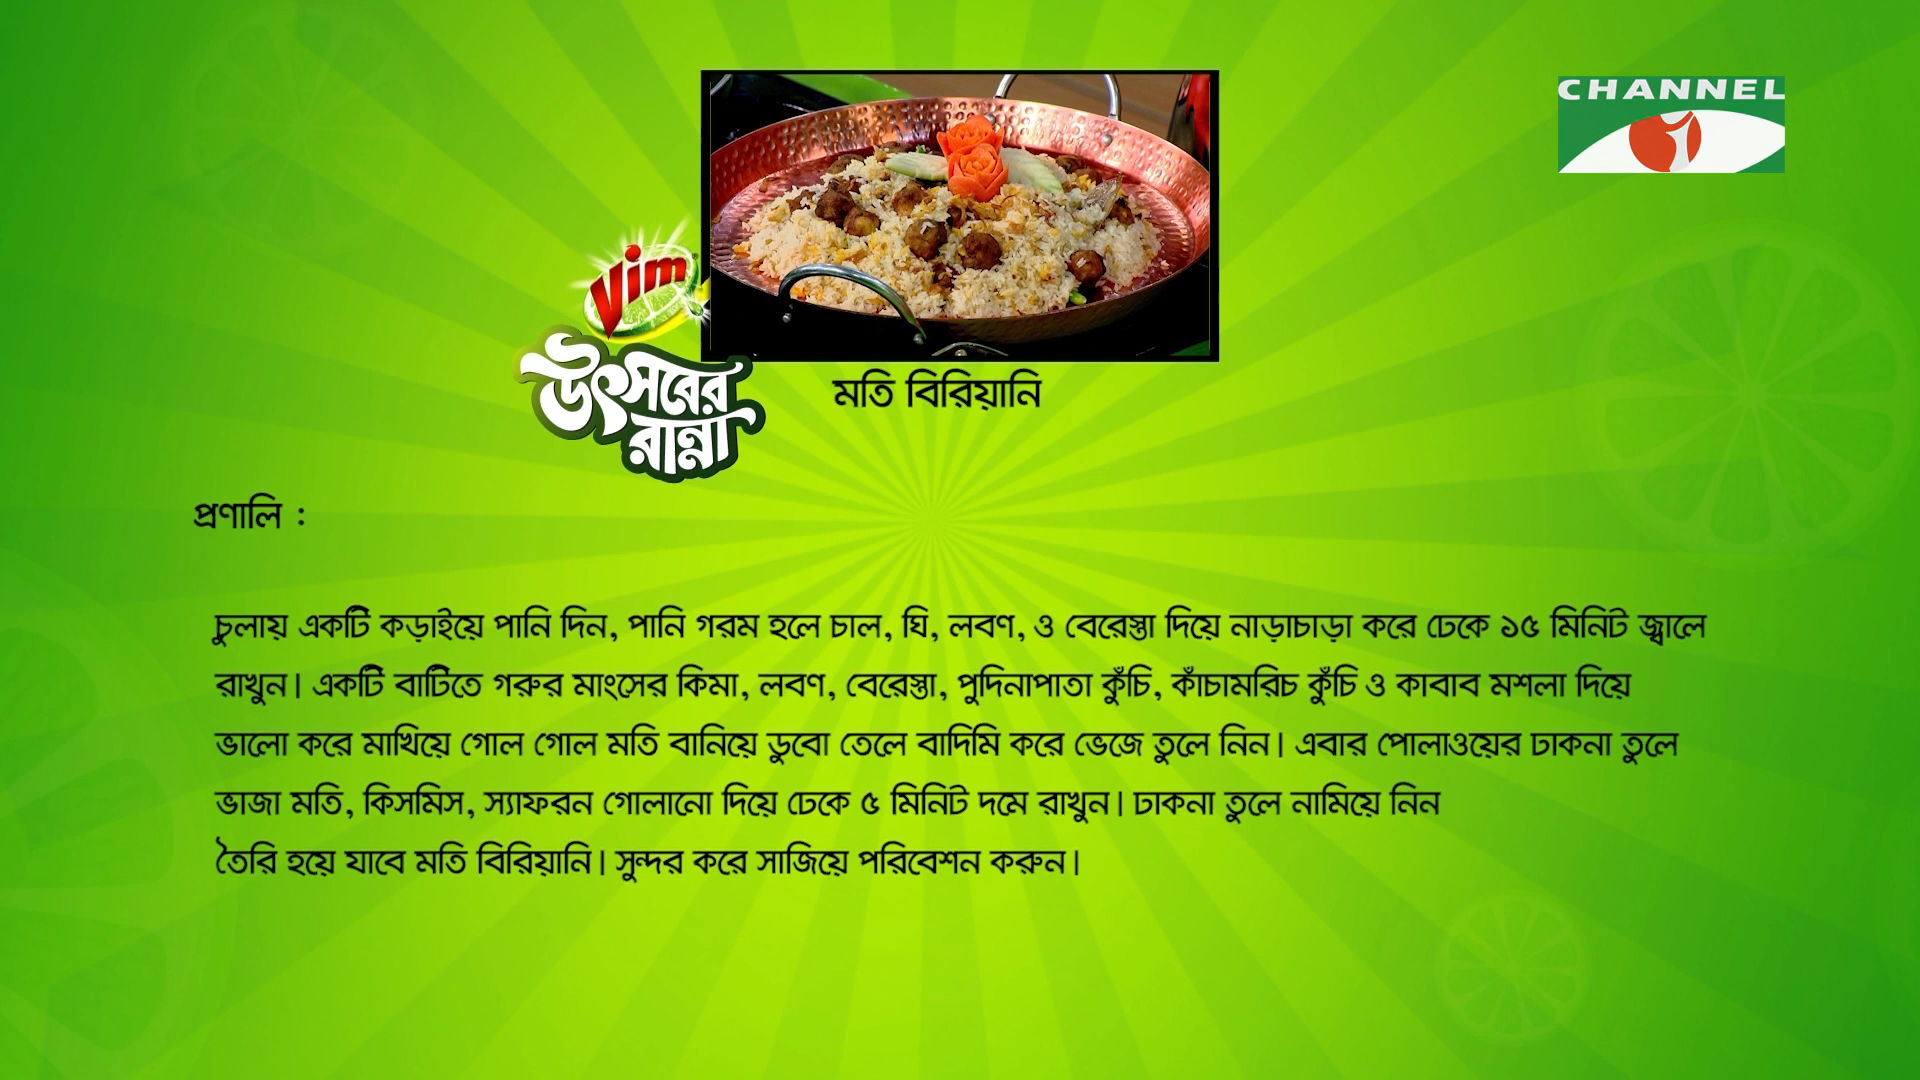 CHANNEL
i
Vim
উৎসবের
রান্না
মতি বিরিয়ানি
প্রণালি :
চুলায় একটি কড়াইয়ে পানি দিন, পানি গরম হলে চাল, ঘি, লবণ, ও বেরেস্তা দিয়ে নাড়াচাড়া করে ঢেকে ১৫ মিনিট জ্বালে
রাখুন। একটি বাটিতে গরুর মাংসের কিমা, লবণ, বেরেস্তা, পুদিনাপাতা কুঁচি, কাঁচামরিচ কুঁচি ও কাবাব মশলা দিয়ে
ভালো করে মাখিয়ে গোল গোল মতি বানিয়ে ডুবো তেলে বাদিমি করে ভেজে তুলে নিন। এবার পোলাওয়ের ঢাকনা তুলে
ভাজা মতি, কিসমিস, স্যাফরন গোলানো দিয়ে ঢেকে ৫ মিনিট দমে রাখুন। ঢাকনা তুলে নামিয়ে নিন
তৈরি হয়ে যাবে মতি বিরিয়ানি। সুন্দর করে সাজিয়ে পরিবেশন করুন।